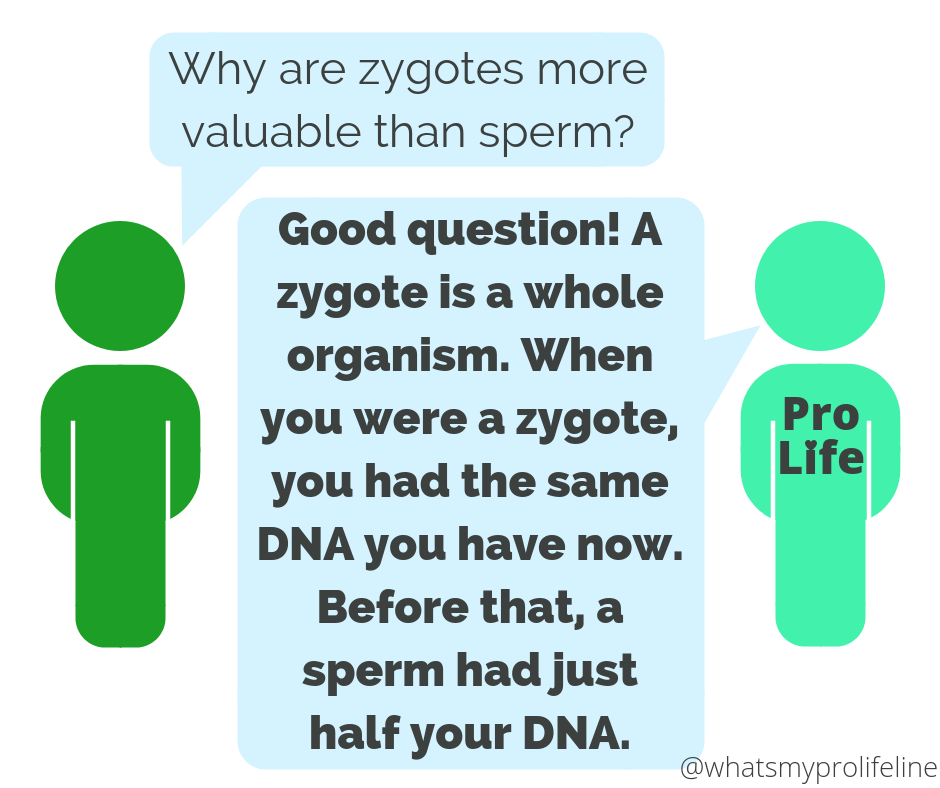 Why are zygotes more
valuable than sperm?
Good question! A
zygote is a whole
organism. When
you were a zygote,
you had the same
DNA you have now.
Before that, a
sperm had just
half your DNA.
Pro
Life
@whatsmyprolifeline